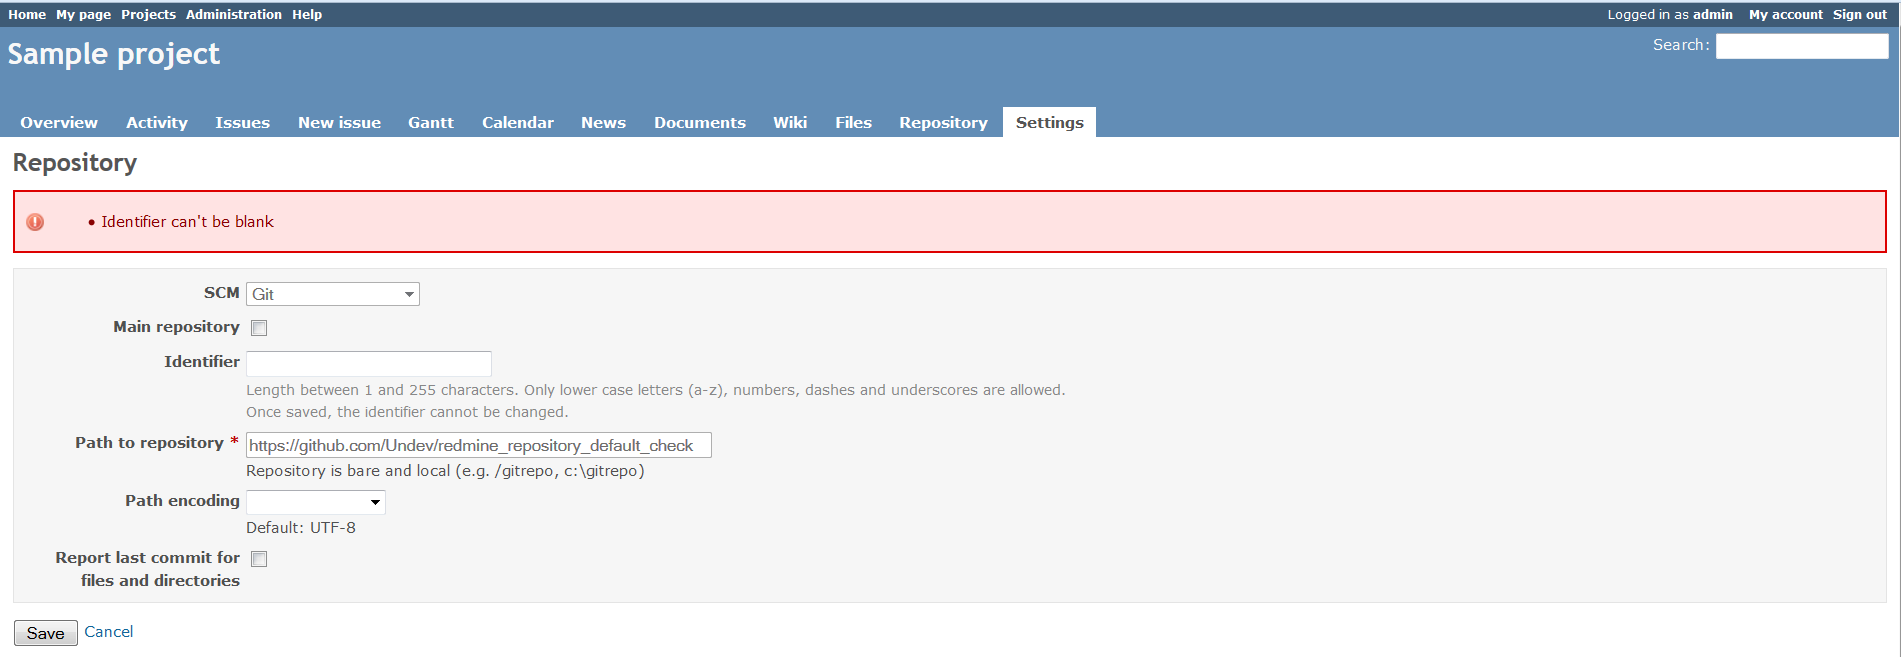 Home My page Projects Administration Help Logged in as admin My account Sign out
Sample project Search:
Overview Activity Issues New issue Gantt Calendar News Documents Wiki Files Repository Settings
Repository
• Identifier can't be blank
SCM Git
Main repository
Identifier
Length between 1 and 255 characters. Only lower case letters (a-z), numbers, dashes and underscores are allowed.
Once saved, the identifier cannot be changed.
Path to repository * https://github.com/Undev/redmine_repository_default_check
Repository is bare and local (e.g. /gitrepo, c:\gitrepo)
Path encoding
Default: UTF-8
Report last commit for
files and directories
Save Cancel